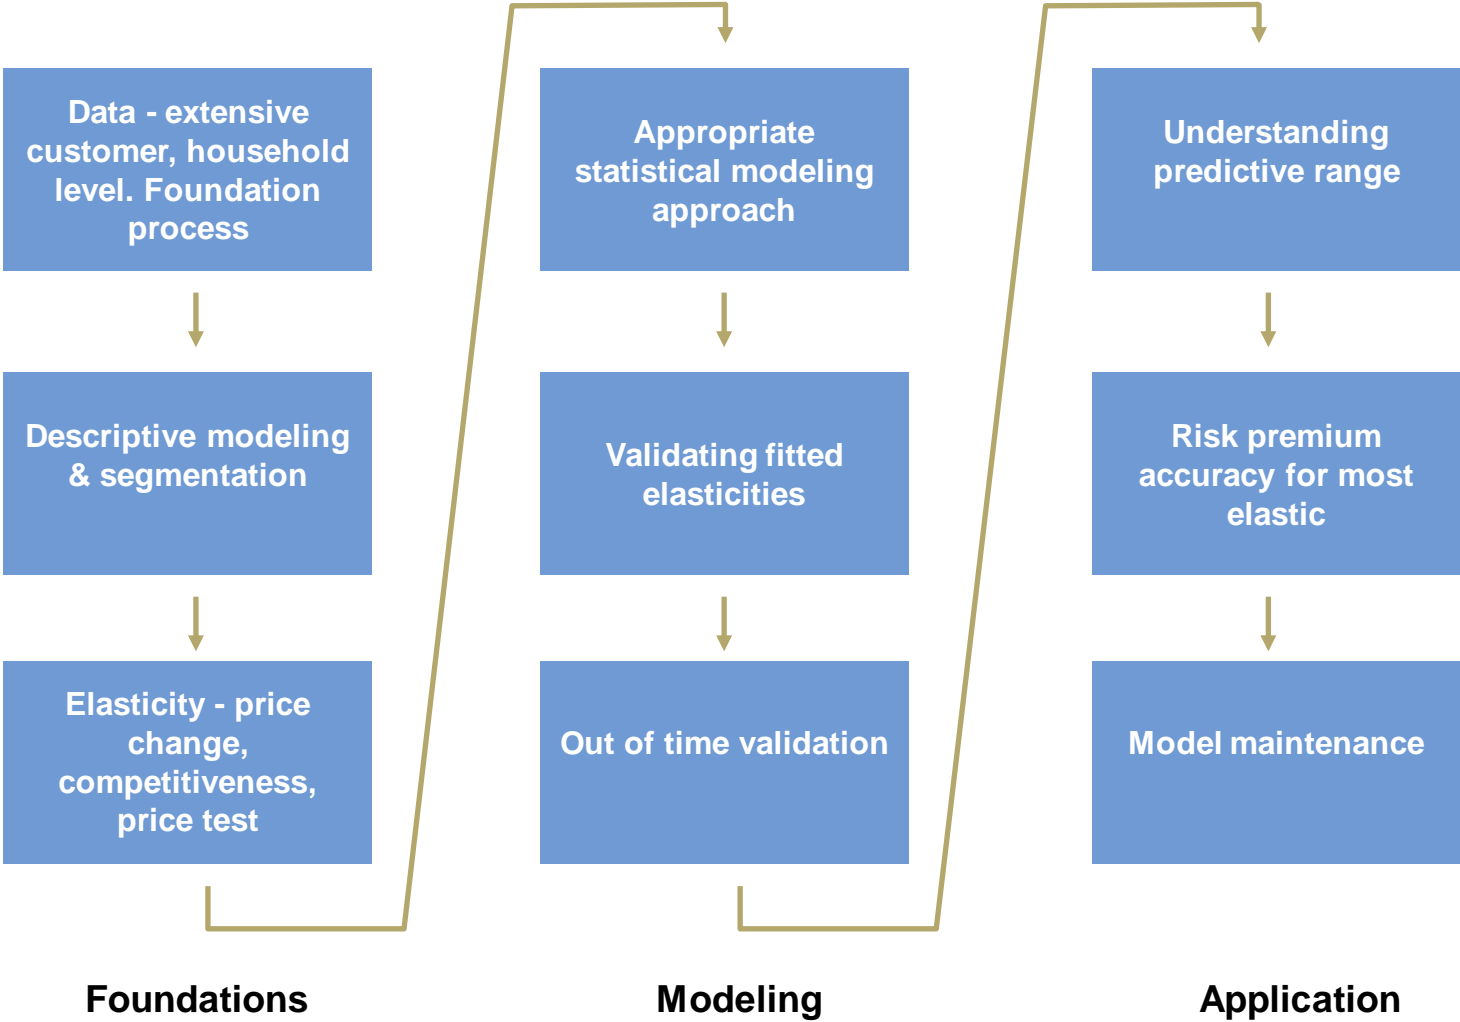 Data - extensive
customer, household
level. Foundation
process
Descriptive modeling
& segmentation
Elasticity - price
change,
competitiveness,
price test
Foundations
Appropriate
statistical modeling
approach
Validating fitted
elasticities
Out of time validation
Modeling
Understanding
predictive range
Risk premium
accuracy for most
elastic
Model maintenance
Application